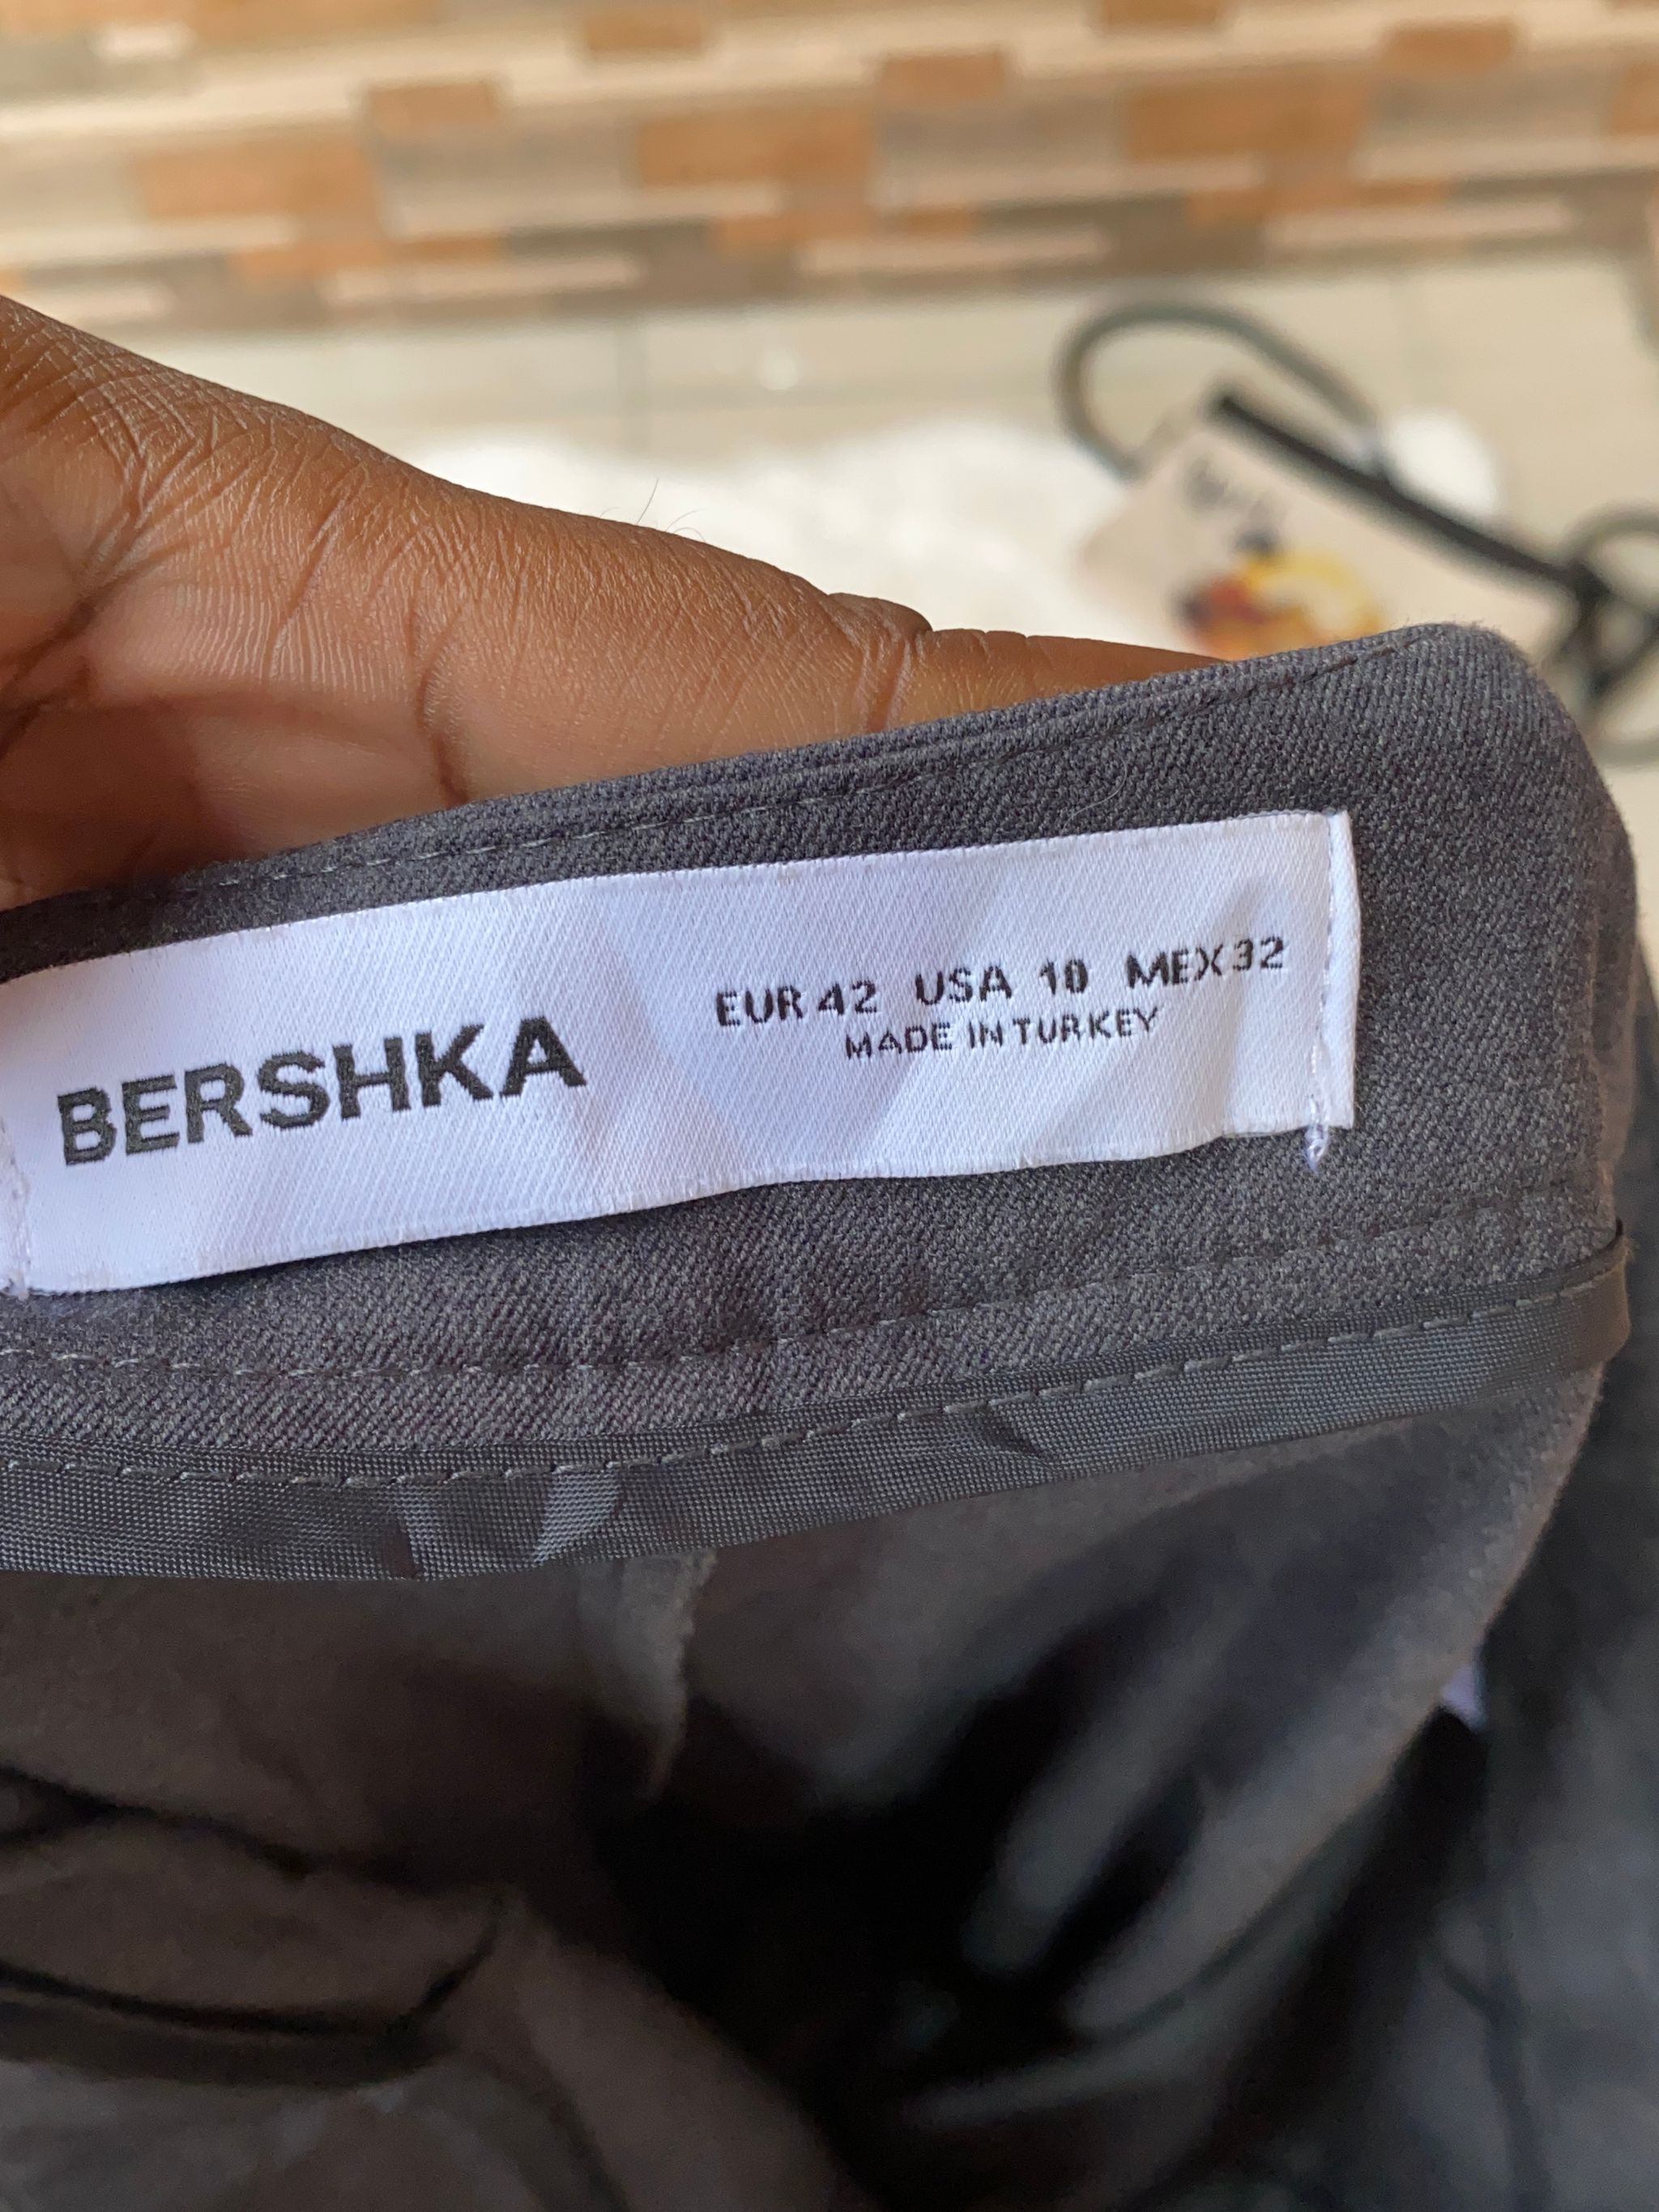 BERSHKA
EUR 42 USA 10 MEX 32
MADE IN TURKEY